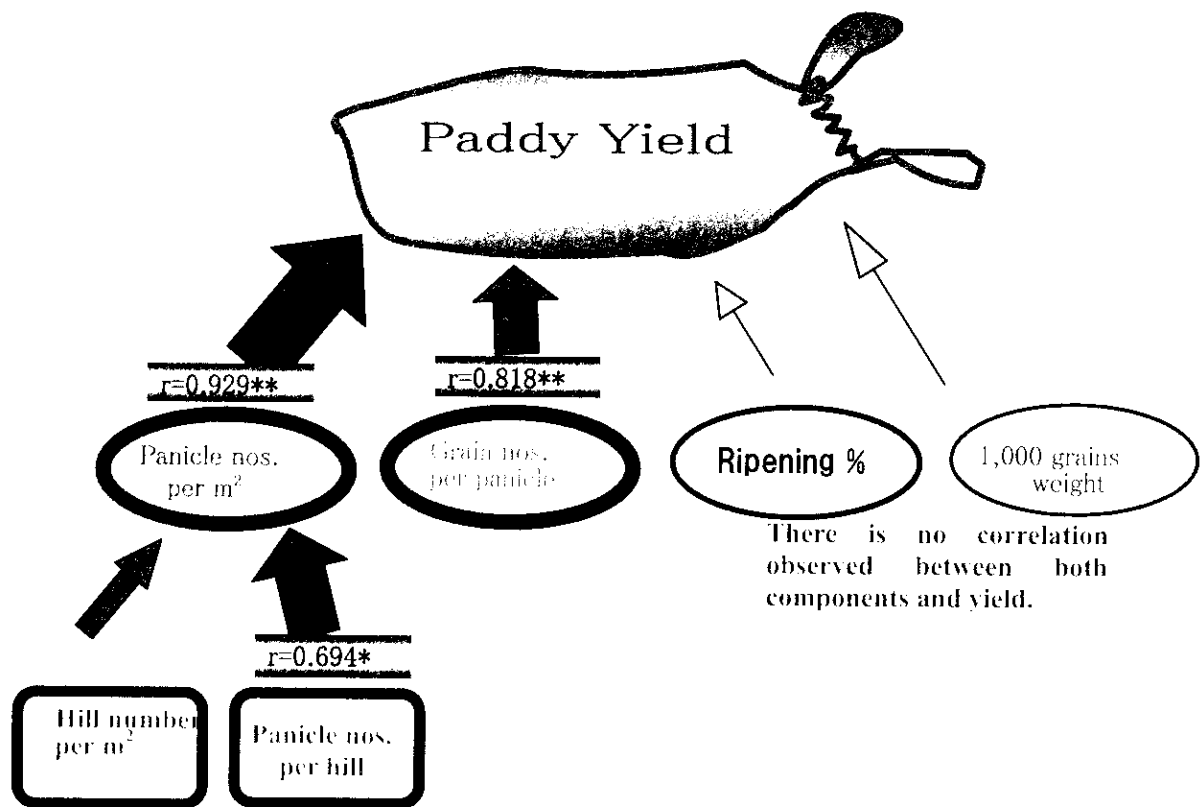 Paddy Yield
r=0.929**
r=0.818**
Panicle nos.
per m²
Grain nos.
per panicle
Ripening %
1,000 grains
weight
There is no correlation
observed between both
components and yield.
r=0.694*
Hill number
per m²
Panicle nos.
per hill